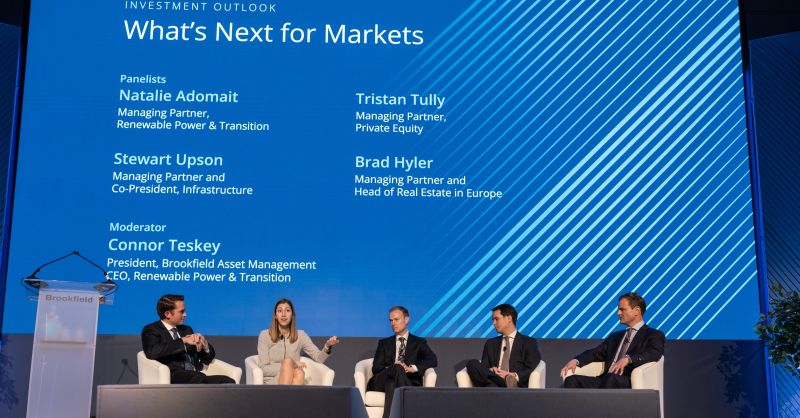 INVESTMENT OUTLOOK
What's Next for Markets
Panelists
Natalie Adomait
Managing Partner,
Renewable Power & Transition
Tristan Tully
Managing Partner,
Private Equity
Stewart Upson
Managing Partner and
Co-President, Infrastructure
Brad Hyler
Managing Partner and
Head of Real Estate in Europe
Moderator
Connor Teskey
President, Brookfield Asset Management
CEO, Renewable Power & Transition
Brookfield